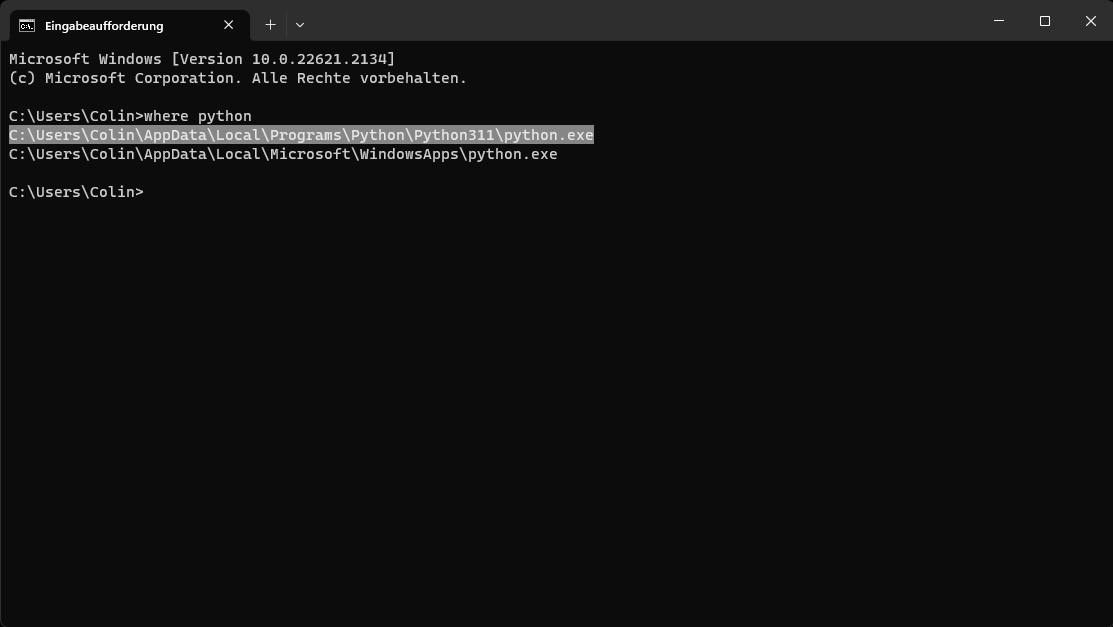 Eingabeaufforderung
Microsoft Windows [Version 10.0.22621.2134]
(c) Microsoft Corporation. Alle Rechte vorbehalten.
C:\Users\Colin>where python
C:\Users\Colin\AppData\Local\Programs\Python\Python311\python.exe
C:\Users\Colin\AppData\Local\Microsoft\WindowsApps\python.exe
C:\Users\Colin>